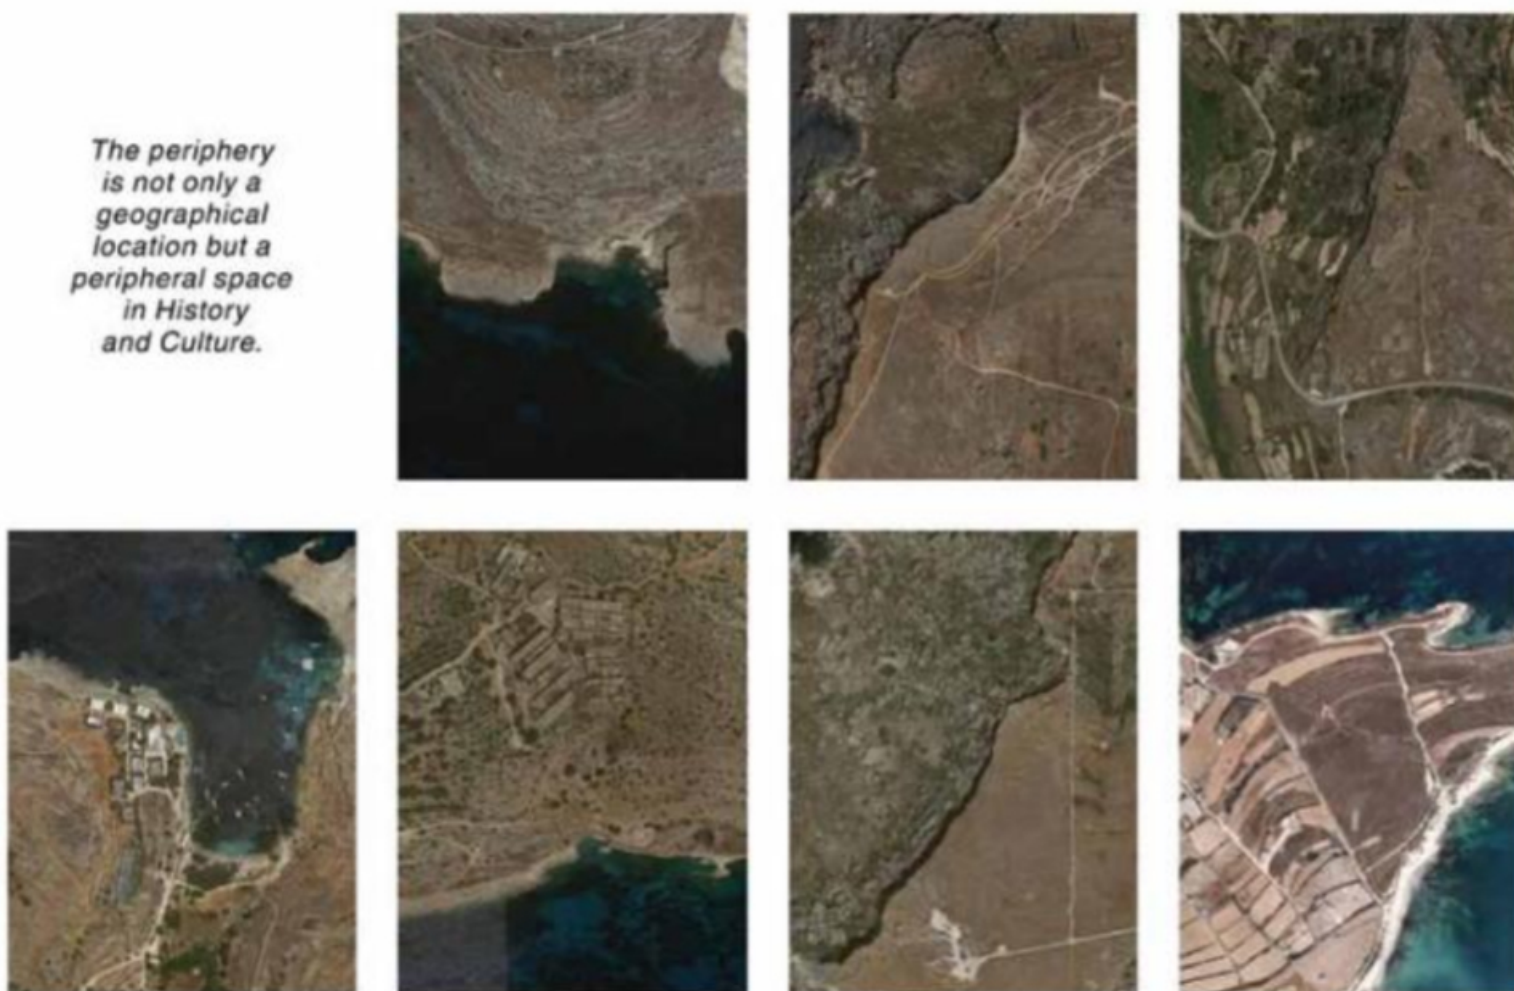 The periphery
is not only a
geographical
location but a
peripheral space
in History
and Culture.